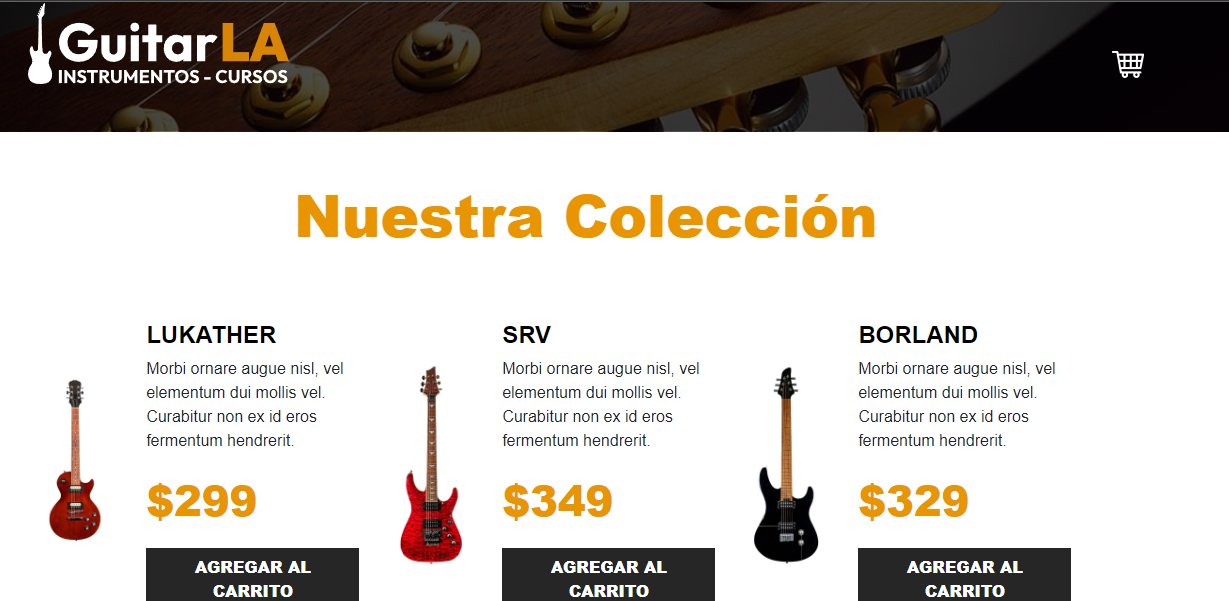 GuitarLA
INSTRUMENTOS - CURSOS
Nuestra Colección
LUKATHER
Morbi ornare augue nisl, vel
elementum dui mollis vel.
Curabitur non ex id eros
fermentum hendrerit.
$299
AGREGAR AL
CARRITO
SRV
Morbi ornare augue nisl, vel
elementum dui mollis vel.
Curabitur non ex id eros
fermentum hendrerit.
$349
AGREGAR AL
CARRITO
BORLAND
Morbi ornare augue nisl, vel
elementum dui mollis vel.
Curabitur non ex id eros
fermentum hendrerit.
$329
AGREGAR AL
CARRITO